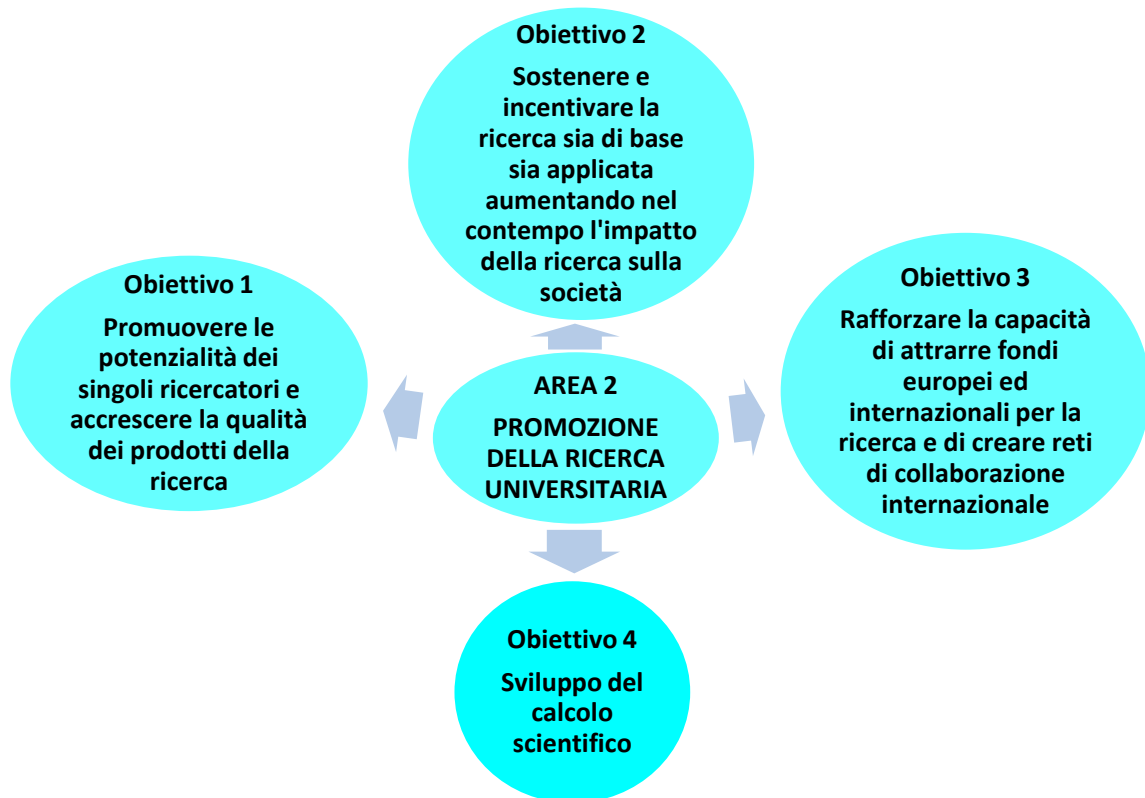 Obiettivo 2
Sostenere e
incentivare la
ricerca sia di base
sia applicata
aumentando nel
contempo l'impatto
della ricerca sulla
società
Obiettivo 1
Promuovere le
potenzialità dei
singoli ricercatori e
accrescere la qualità
dei prodotti della
ricerca
AREA 2
PROMOZIONE
DELLA RICERCA
UNIVERSITARIA
Obiettivo 3
Rafforzare la capacità
di attrarre fondi
europei ed
internazionali per la
ricerca e di creare reti
di collaborazione
internazionale
Obiettivo 4
Sviluppo del
calcolo
scientifico